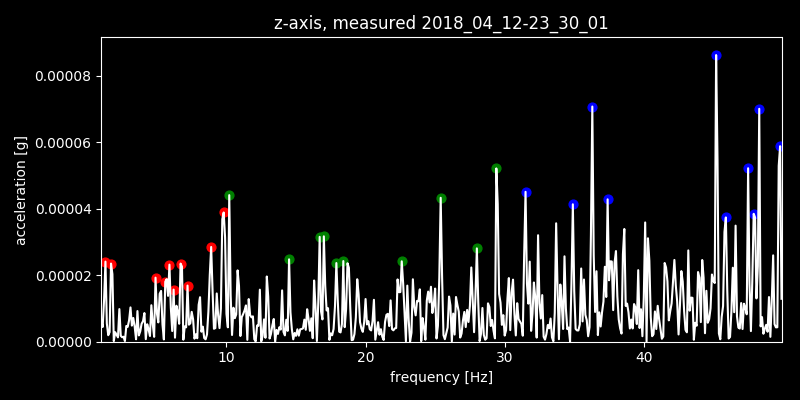 z-axis, measured 2018_04_12-23_30_01
acceleration [g]
0.00008
0.00006
0.00004
0.00002
0.00000
10 20 30 40
frequency [Hz]